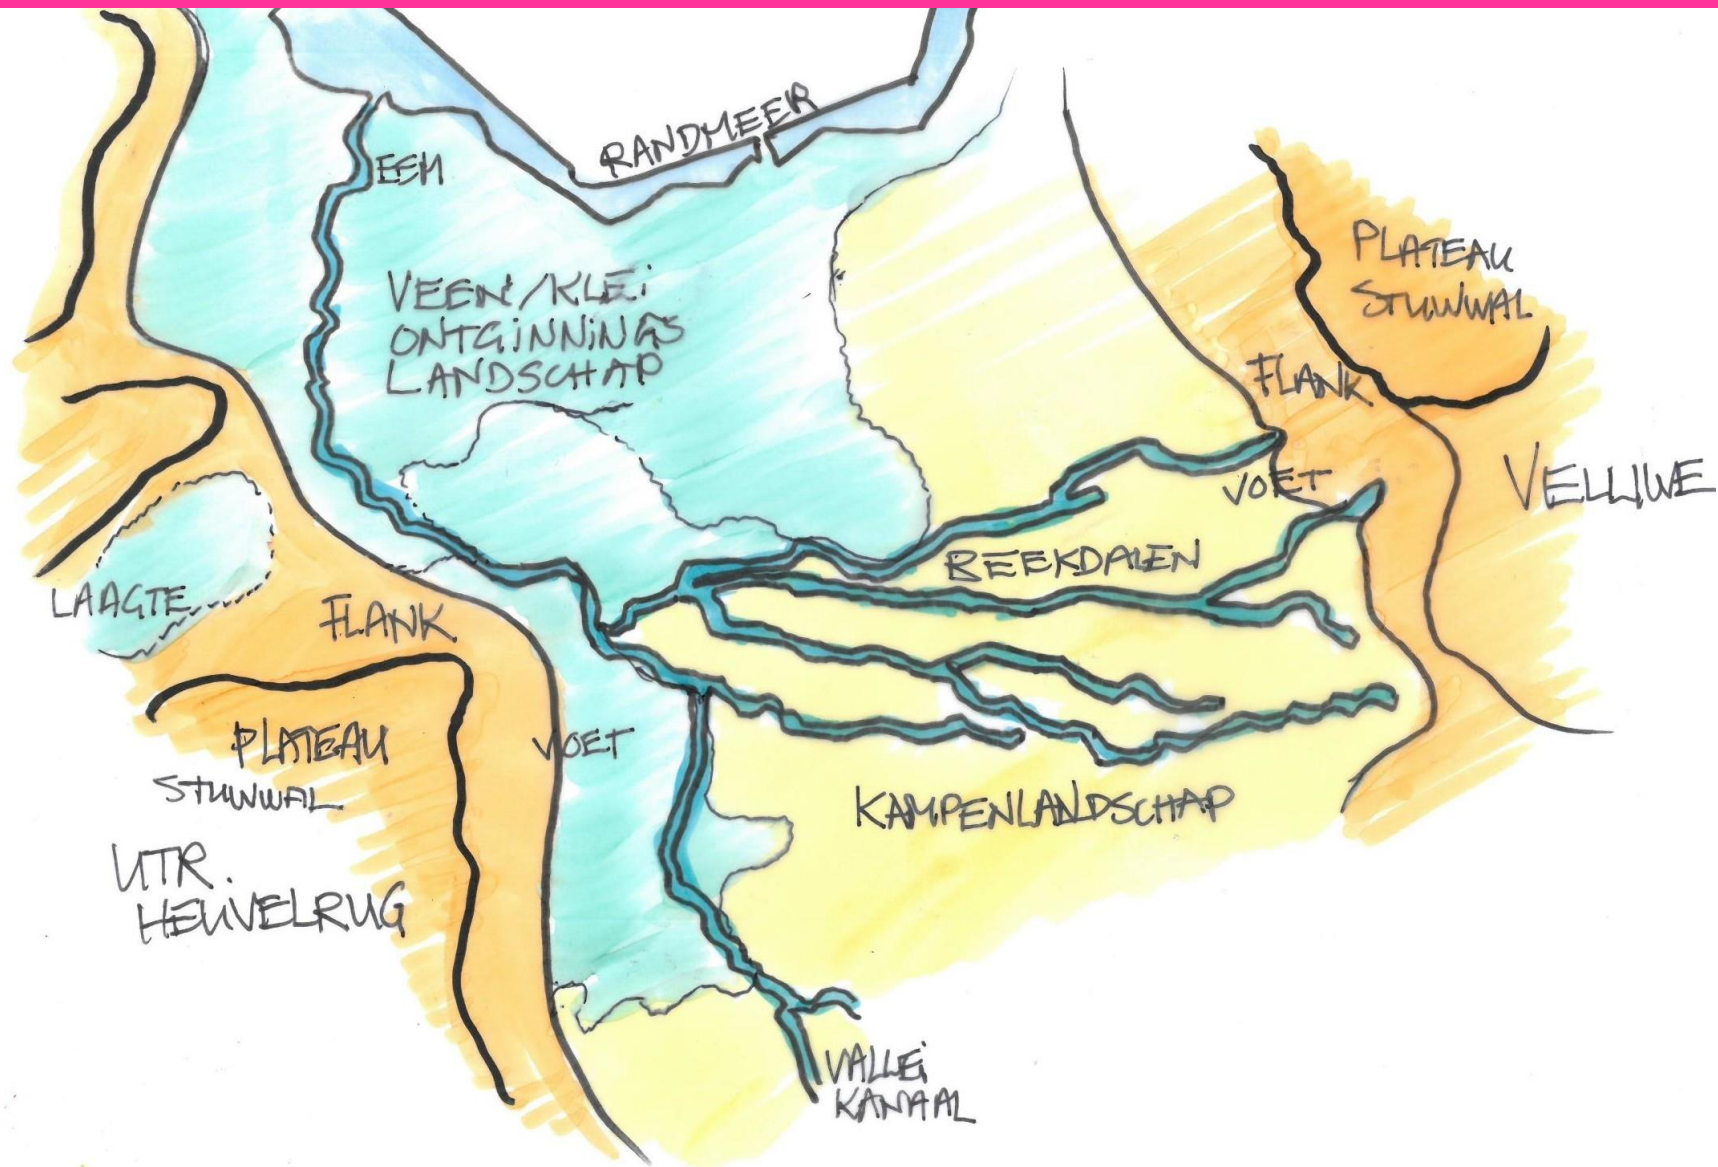 RANDMEER
EEM
VEEN/KLEI
ONTGINNINGS
LANDSCHAP
PLATEAU
STUWWAL
FLANK
VOET
VELUWE
BEEKDALEN
LAAGTE
FLANK
PLATEAU
STUWWAL
VOET
KAMPENLANDSCHAP
UTR.
HEUVELRUG
VALLEI
KANAAL